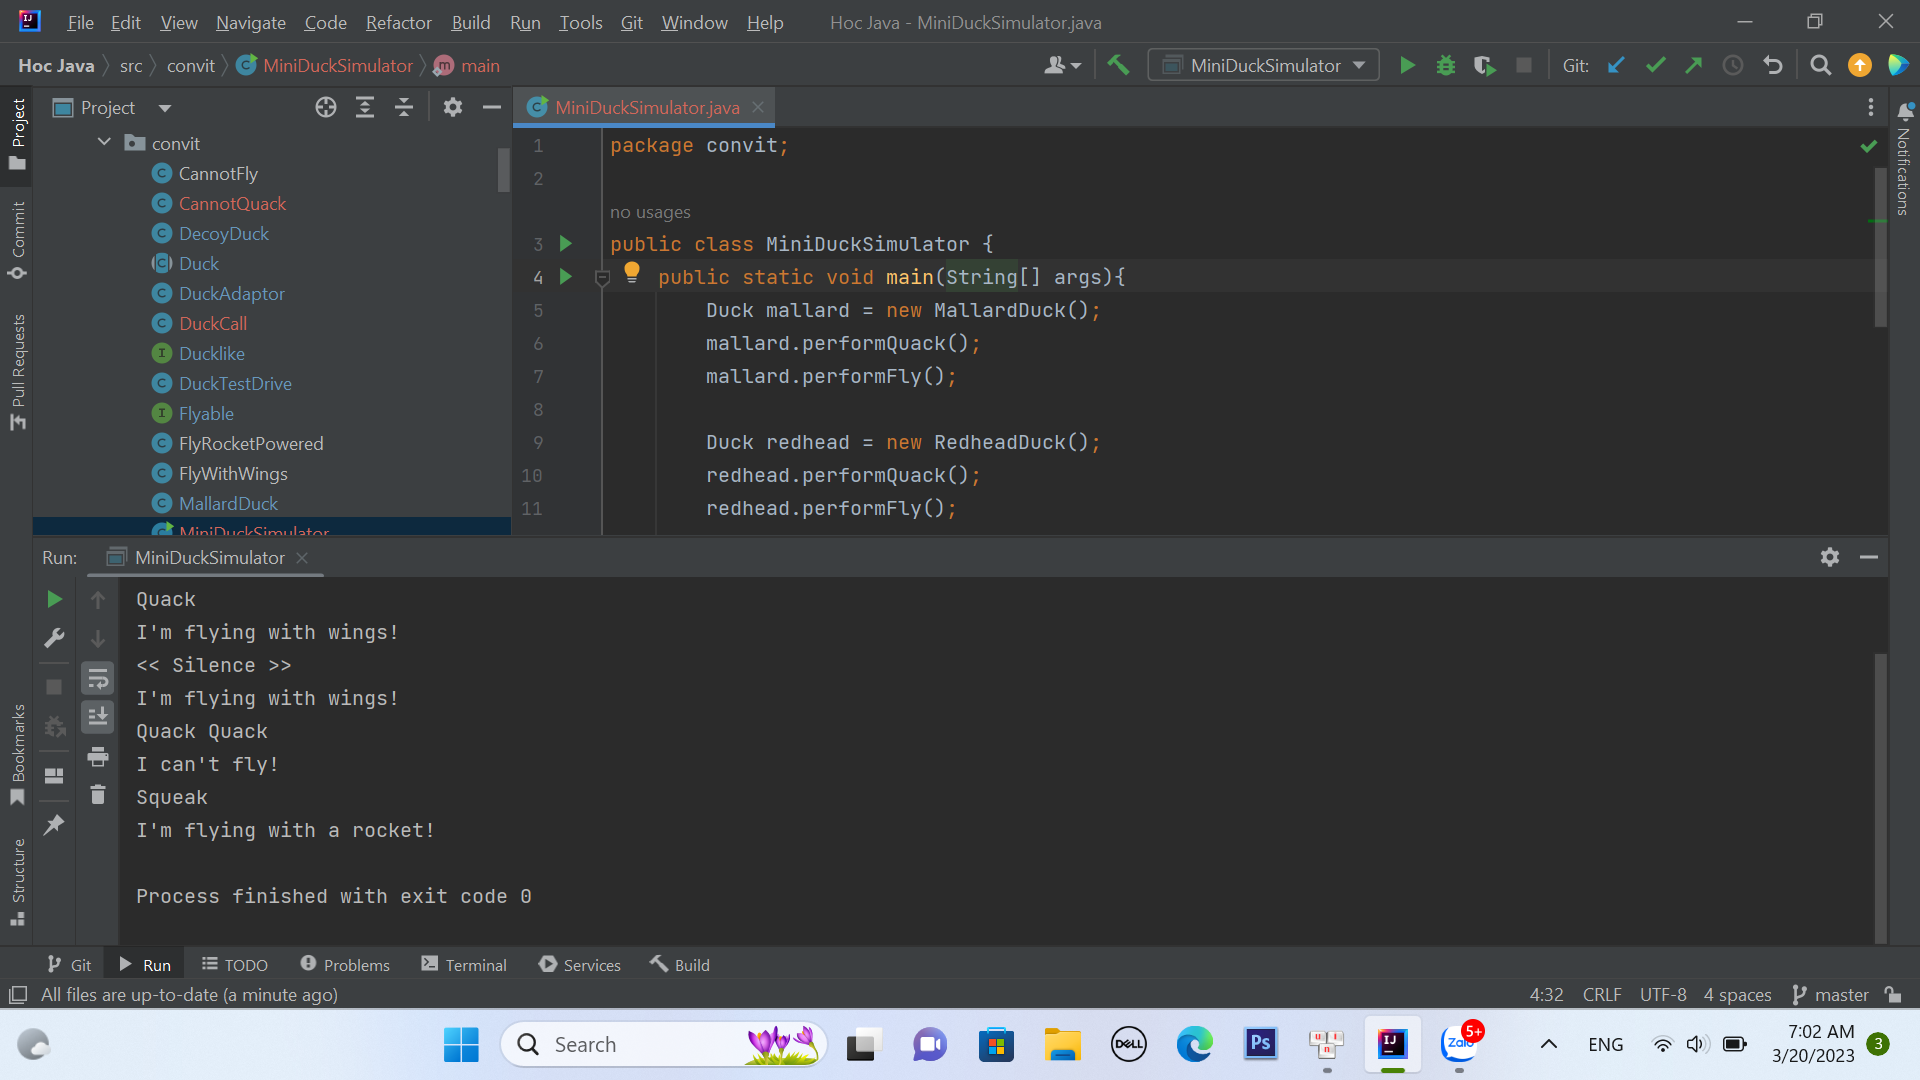 File Edit View Navigate Code Refactor Build Run Tools Git Window Help Hoc Java - MiniDuckSimulator.java
Hoc Java src convit MiniDuckSimulator main MiniDuckSimulator Git:
Project
Commit
Pull Requests
Bookmarks
Structure
Notifications
Project
convit
CannotFly
CannotQuack
DecoyDuck
Duck
DuckAdaptor
DuckCall
Ducklike
DuckTestDrive
Flyable
FlyRocketPowered
FlyWithWings
MallardDuck
MiniDuckSimulator
MiniDuckSimulator.java
1 package convit;
2
no usages
3 public class MiniDuckSimulator {
4 public static void main(String[] args){
5 Duck mallard = new MallardDuck();
6 mallard.performQuack();
7 mallard.performFly();
8
9 Duck redhead = new RedheadDuck();
10 redhead.performQuack();
11 redhead.performFly();
Run: MiniDuckSimulator
Quack
I'm flying with wings!
<< Silence >>
I'm flying with wings!
Quack Quack
I can't fly!
Squeak
I'm flying with a rocket!
Process finished with exit code 0
Git Run TODO Problems Terminal Services Build
All files are up-to-date (a minute ago) 4:32 CRLF UTF-8 4 spaces master
Search DELL Ps IJ Zalo 5+ ENG 7:02 AM
3/20/2023 3